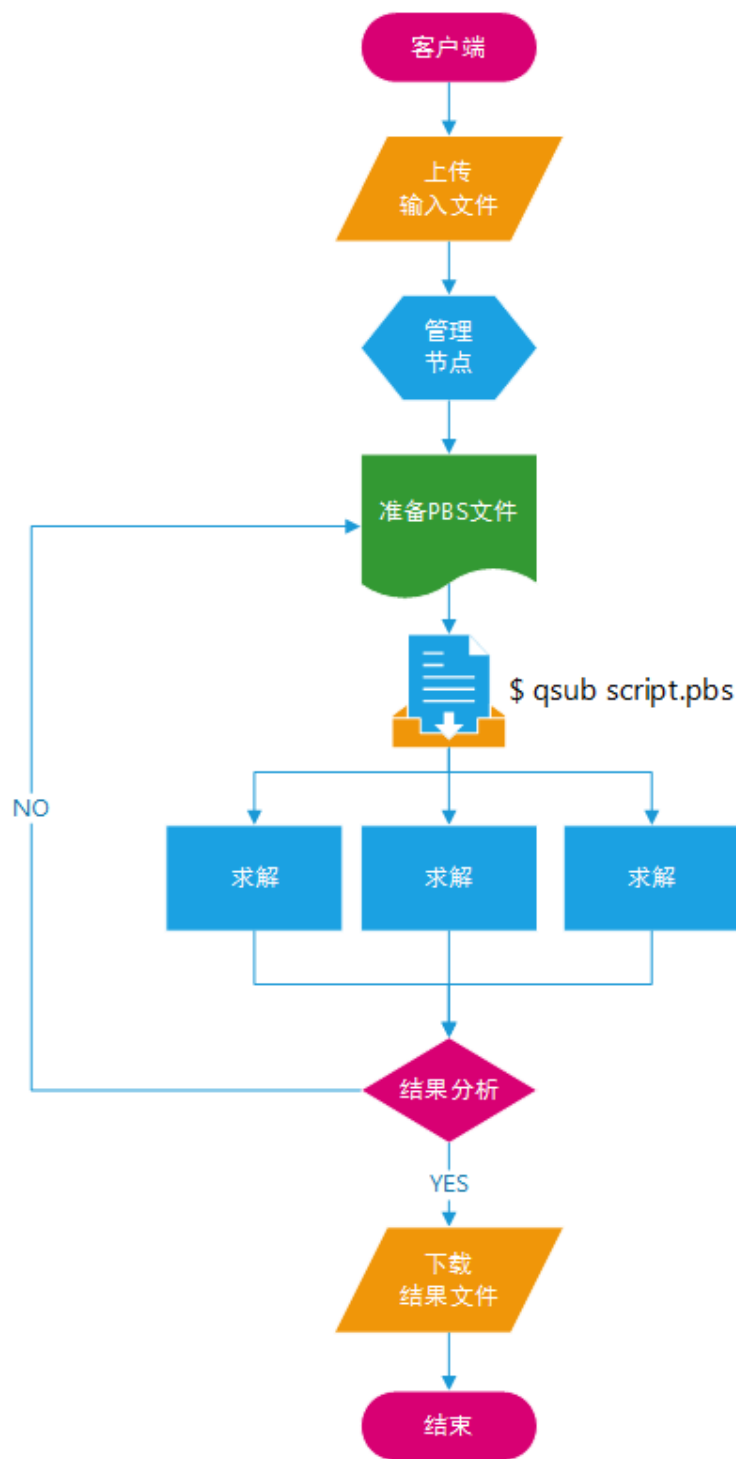 客户端
上传
输入文件
管理
节点
准备PBS文件
$ qsub script.pbs
NO
求解
求解
求解
结果分析
YES
下载
结果文件
结束